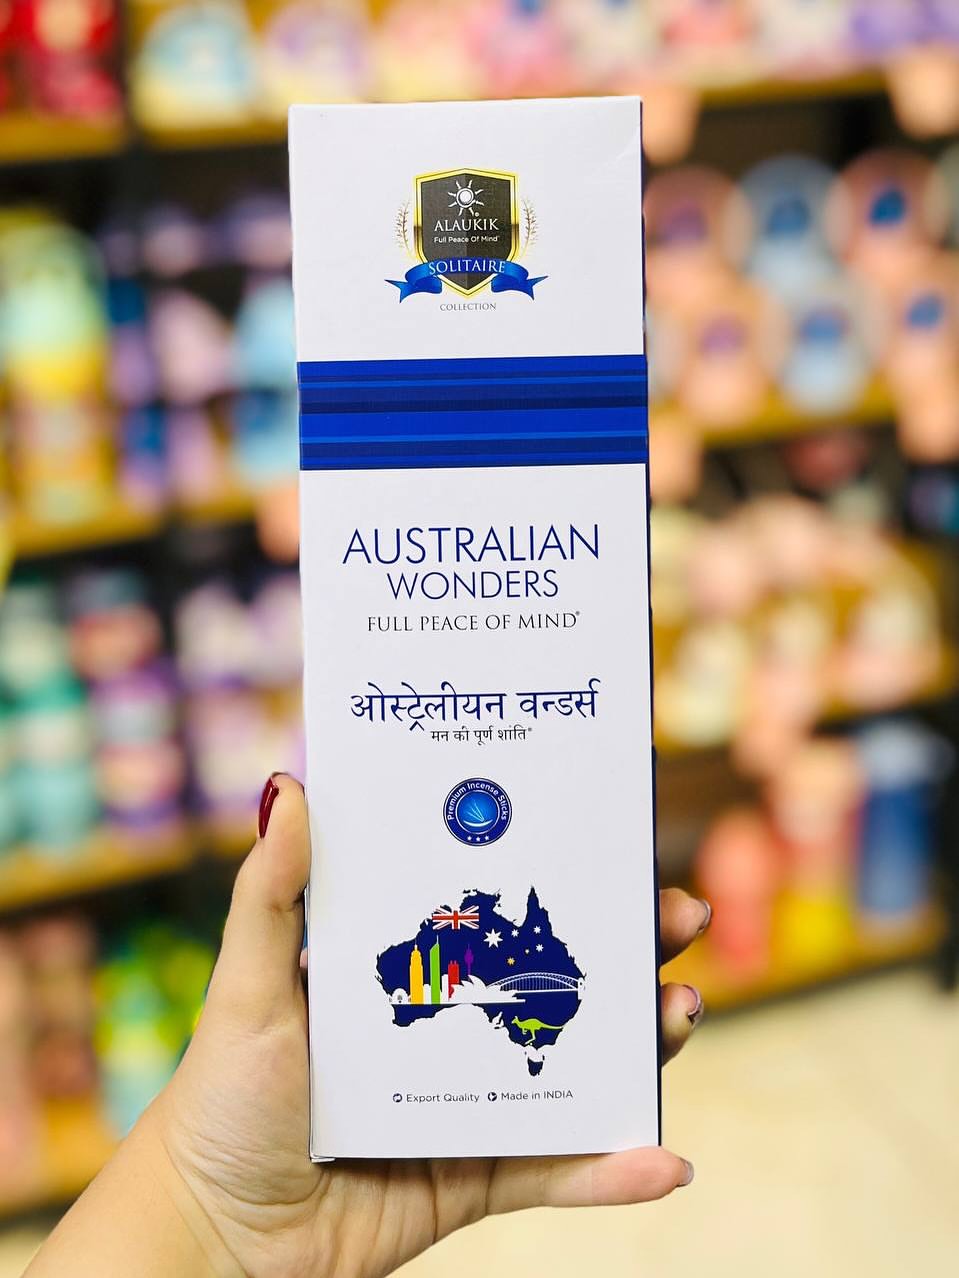 ALAUKIK®
Full Peace Of Mind™
SOLITAIRE
COLLECTION
AUSTRALIAN
WONDERS
FULL PEACE OF MIND®
ओस्ट्रेलीयन वन्डर्स
मन की पूर्ण शांति®
Premium Incense Sticks
Export Quality Made in INDIA